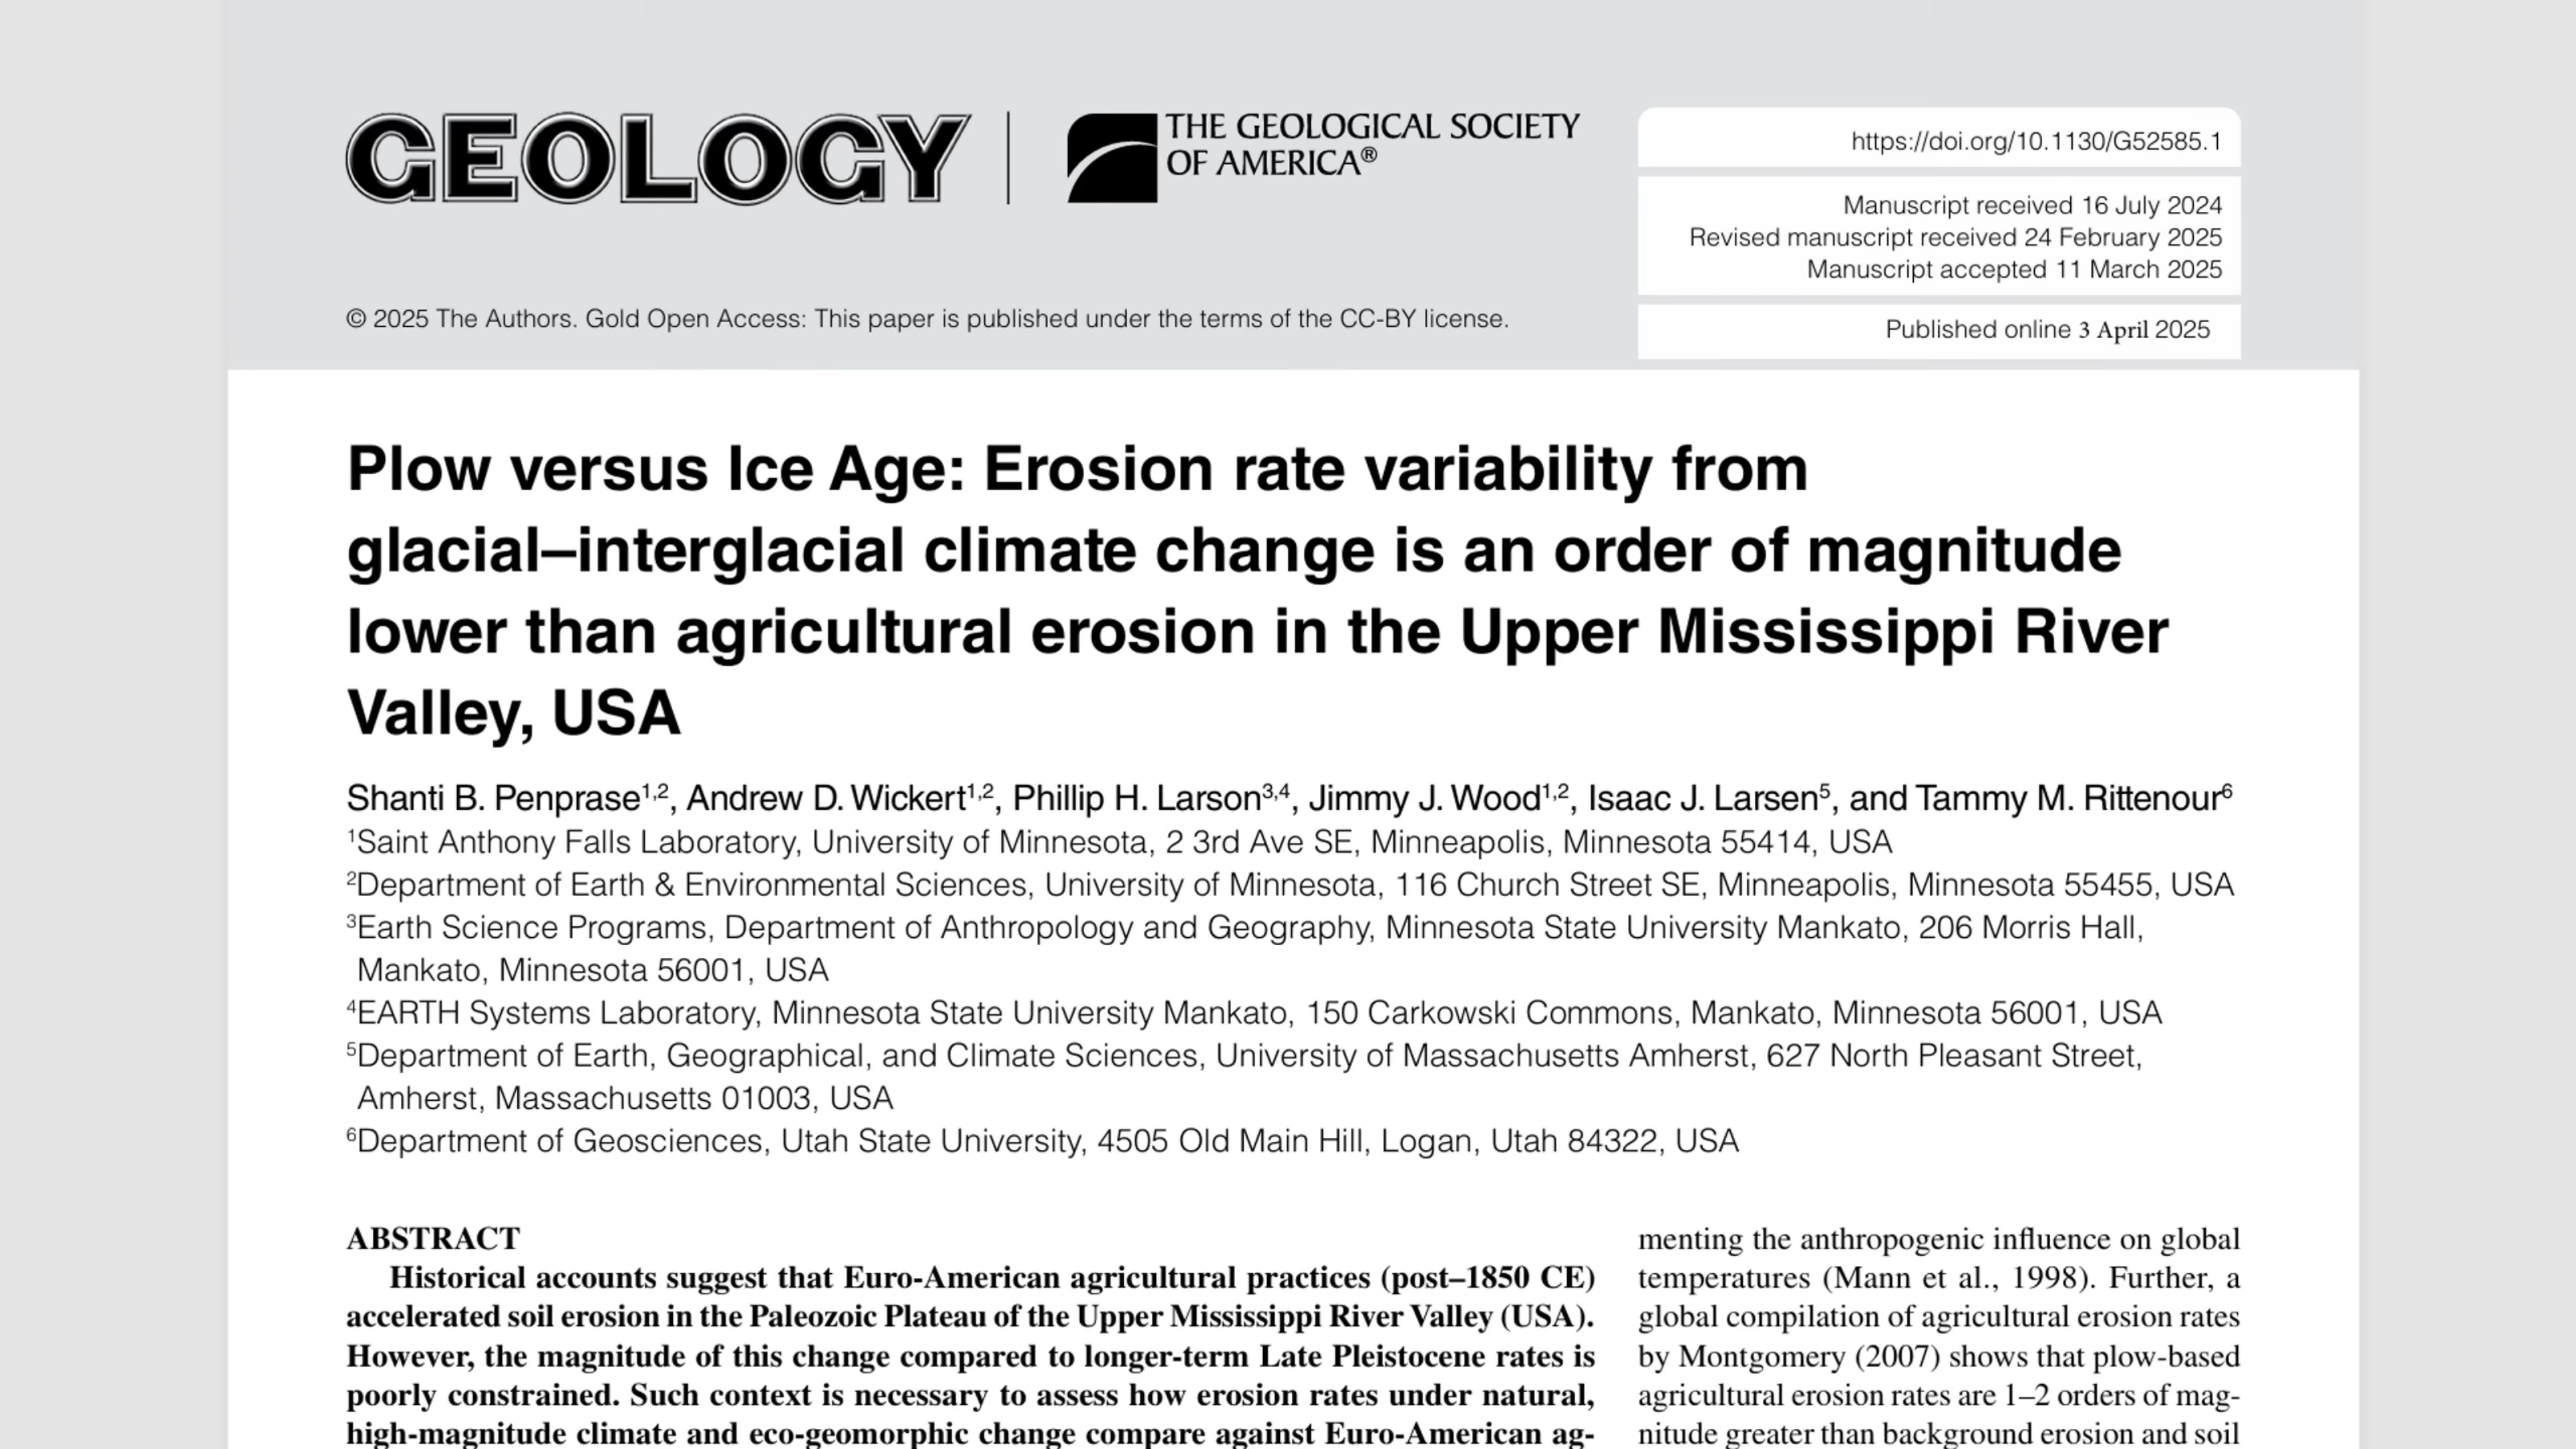 GEOLOGY
THE GEOLOGICAL SOCIETY
OF AMERICA®
https://doi.org/10.1130/G52585.1
Manuscript received 16 July 2024
Revised manuscript received 24 February 2025
Manuscript accepted 11 March 2025
© 2025 The Authors. Gold Open Access: This paper is published under the terms of the CC-BY license.
Published online 3 April 2025
Plow versus Ice Age: Erosion rate variability from
glacial–interglacial climate change is an order of magnitude
lower than agricultural erosion in the Upper Mississippi River
Valley, USA
Shanti B. Penprase1,2, Andrew D. Wickert1,2, Phillip H. Larson3,4, Jimmy J. Wood1,2, Isaac J. Larsen5, and Tammy M. Rittenour6
1Saint Anthony Falls Laboratory, University of Minnesota, 2 3rd Ave SE, Minneapolis, Minnesota 55414, USA
2Department of Earth & Environmental Sciences, University of Minnesota, 116 Church Street SE, Minneapolis, Minnesota 55455, USA
3Earth Science Programs, Department of Anthropology and Geography, Minnesota State University Mankato, 206 Morris Hall,
Mankato, Minnesota 56001, USA
4EARTH Systems Laboratory, Minnesota State University Mankato, 150 Carkowski Commons, Mankato, Minnesota 56001, USA
5Department of Earth, Geographical, and Climate Sciences, University of Massachusetts Amherst, 627 North Pleasant Street,
Amherst, Massachusetts 01003, USA
6Department of Geosciences, Utah State University, 4505 Old Main Hill, Logan, Utah 84322, USA
ABSTRACT
Historical accounts suggest that Euro-American agricultural practices (post–1850 CE)
accelerated soil erosion in the Paleozoic Plateau of the Upper Mississippi River Valley (USA).
However, the magnitude of this change compared to longer-term Late Pleistocene rates is
poorly constrained. Such context is necessary to assess how erosion rates under natural,
high-magnitude climate and eco-geomorphic change compare against Euro-American ag-
menting the anthropogenic influence on global
temperatures (Mann et al., 1998). Further, a
global compilation of agricultural erosion rates
by Montgomery (2007) shows that plow-based
agricultural erosion rates are 1–2 orders of mag-
nitude greater than background erosion and soil